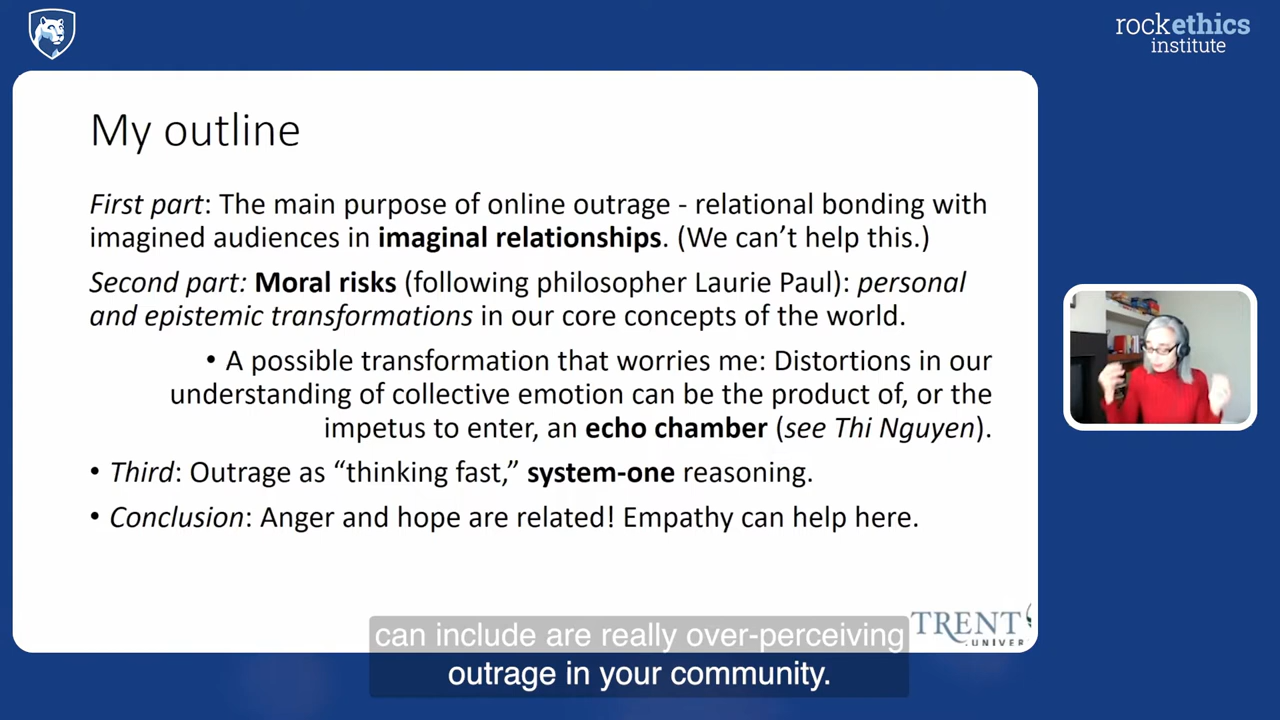 rockethics
institute
My outline
First part: The main purpose of online outrage - relational bonding with
imagined audiences in imaginal relationships. (We can't help this.)
Second part: Moral risks (following philosopher Laurie Paul): personal
and epistemic transformations in our core concepts of the world.
• A possible transformation that worries me: Distortions in our
understanding of collective emotion can be the product of, or the
impetus to enter, an echo chamber (see Thi Nguyen).
• Third: Outrage as “thinking fast,” system-one reasoning.
• Conclusion: Anger and hope are related! Empathy can help here.
TRENT
UNIVER
can include are really over-perceiving
outrage in your community.